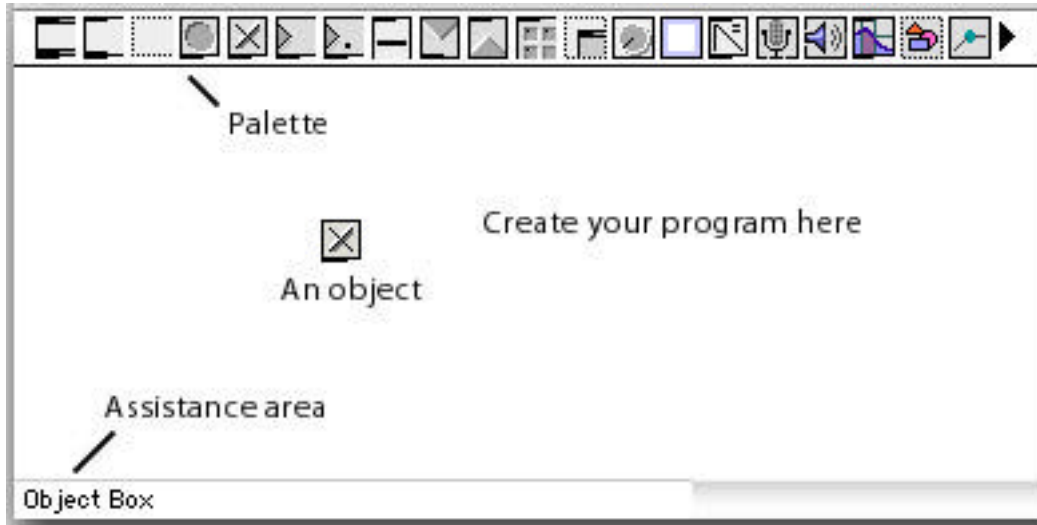 Palette
Create your program here
An object
Assistance area
Object Box